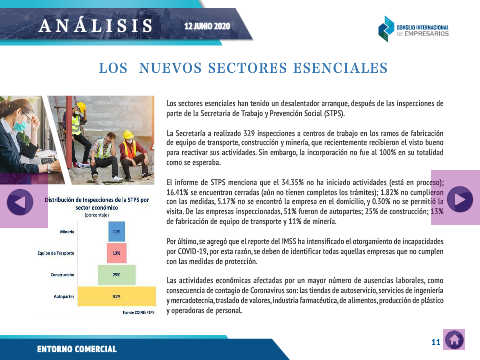 ANÁLISIS
12 JUNIO 2020
CONSEJO INTERNACIONAL
DE EMPRESARIOS
LOS NUEVOS SECTORES ESENCIALES
Los sectores esenciales han tenido un desalentador arranque, después de las inspecciones de
parte de la Secretaria de Trabajo y Previsión Social (STPS).
La Secretaría a realizado 329 inspecciones a centros de trabajo en los ramos de fabricación
de equipo de transporte, construcción y minería, que recientemente recibieron el visto bueno
para reactivar sus actividades. Sin embargo, la incorporación no fue al 100% en su totalidad
como se esperaba.
El informe de STPS menciona que el 34.35% no ha iniciado actividades (está en proceso);
16.41% se encuentran cerradas (aún no tienen completos los trámites); 1.82% no cumplieron
con las medidas, 5.17% no se encontró la empresa en el domicilio, y 0.30% no se permitió la
visita. De las empresas inspeccionadas, 51% fueron de autopartes; 25% de construcción; 13%
de fabricación de equipo de transporte y 11% de minería.
Por último, se agregó que el reporte del IMSS ha intensificado el otorgamiento de incapacidades
por COVID-19, por esta razón, se deben de identificar todas aquellas empresas que no cumplen
con las medidas de protección.
Las actividades económicas afectadas por un mayor número de ausencias laborales, como
consecuencia de contagio de Coronavirus son: las tiendas de autoservicio, servicios de ingeniería
y mercadotecnia, traslado de valores, industria farmacéutica, de alimentos, producción de plástico
y operadoras de personal.
Distribución de Inspecciones de la STPS por
sector económico
(porcentaje)
Minería 11%
Equipo de Transporte 13%
Construcción 25%
Autopartes 51%
Fuente: CON STPS
ENTORNO COMERCIAL
11